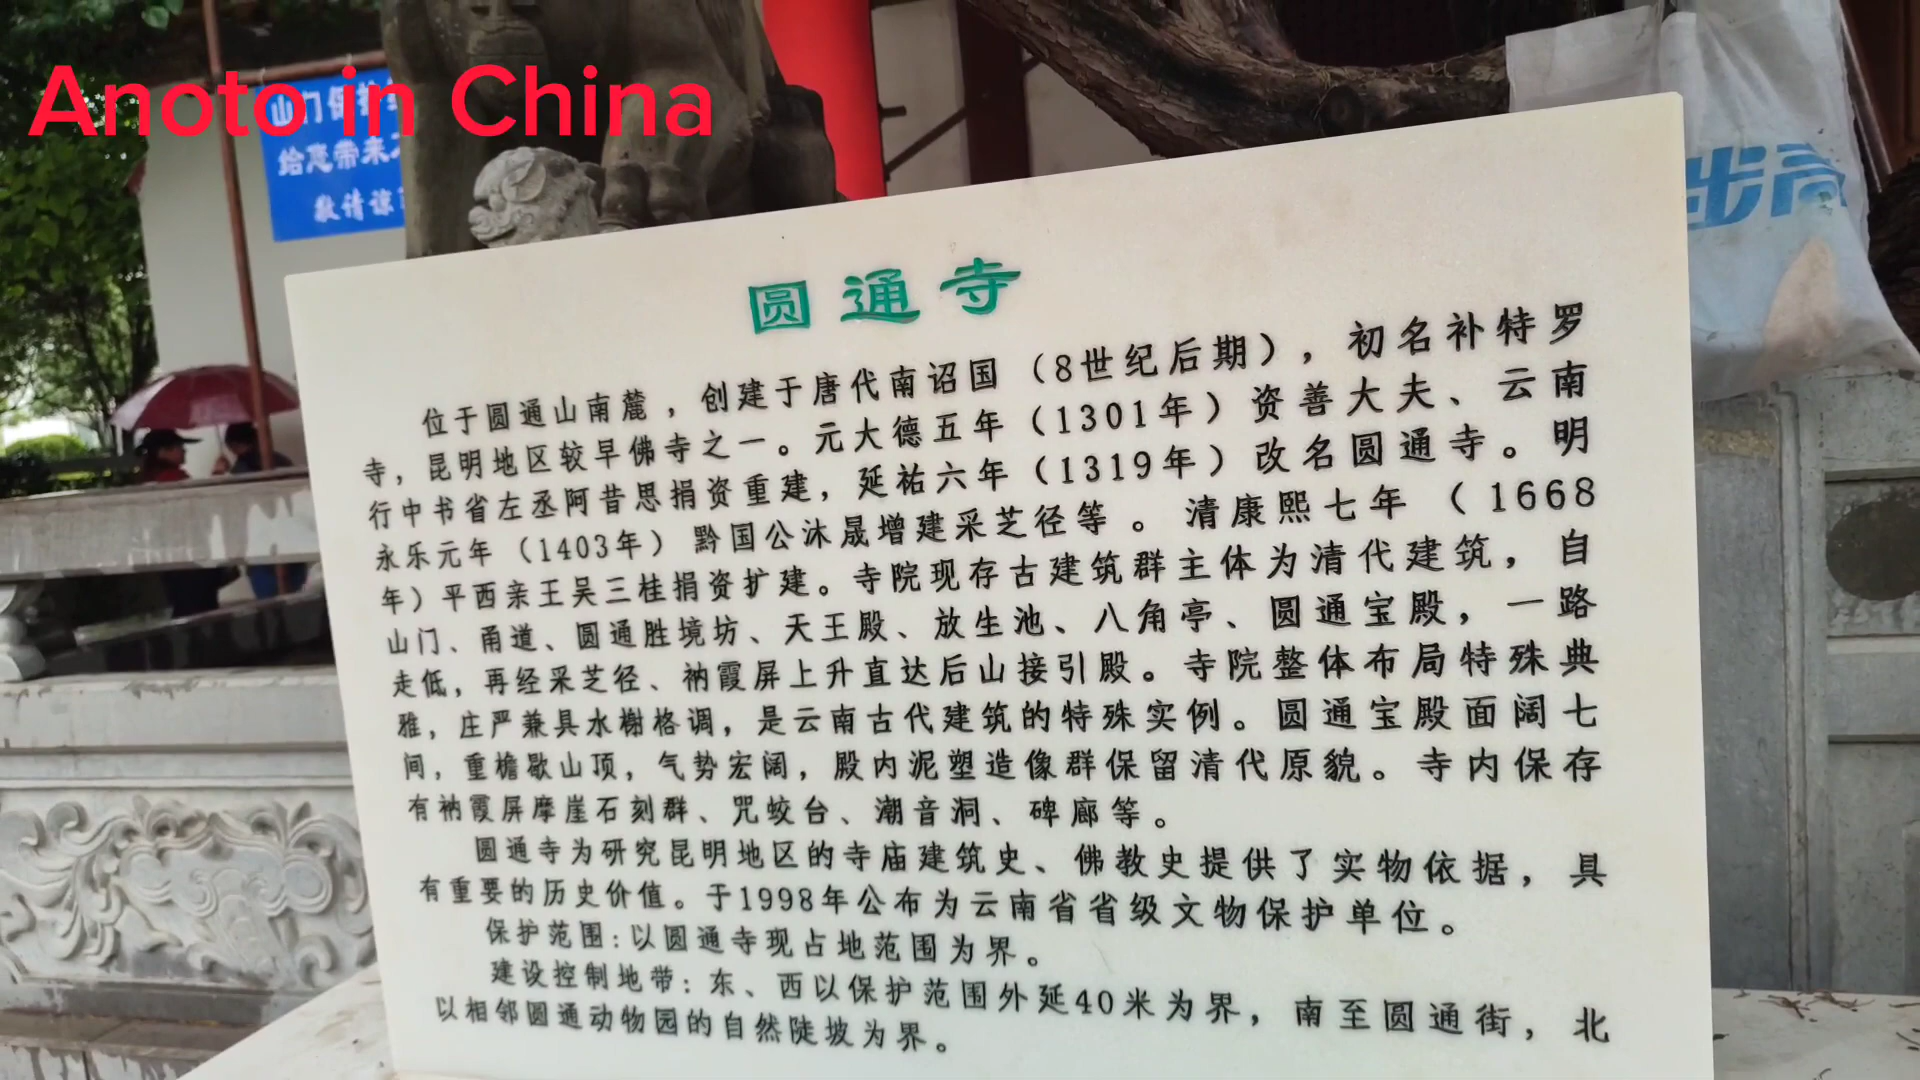 Anoto in China
山门保护
给您带来
敬请谅
步高
圆通寺
位于圆通山南麓，创建于唐代南诏国（8世纪后期），初名补特罗
寺，昆明地区较早佛寺之一。元大德五年（1301年）资善大夫、云南
行中书省左丞阿昔思捐资重建，延祐六年（1319年）改名圆通寺。明
永乐元年（1403年）黔国公沐晟增建采芝径等。清康熙七年（1668
年）平西亲王吴三桂捐资扩建。寺院现存古建筑群主体为清代建筑，自
山门、甬道、圆通胜境坊、天王殿、放生池、八角亭、圆通宝殿，一路
走低，再经采芝径、衲霞屏上升直达后山接引殿。寺院整体布局特殊典
雅，庄严兼具水榭格调，是云南古代建筑的特殊实例。圆通宝殿面阔七
间，重檐歇山顶，气势宏阔，殿内泥塑造像群保留清代原貌。寺内保存
有衲霞屏摩崖石刻群、咒蛟台、潮音洞、碑廊等。
圆通寺为研究昆明地区的寺庙建筑史、佛教史提供了实物依据，具
有重要的历史价值。于1998年公布为云南省省级文物保护单位。
保护范围：以圆通寺现占地范围为界。
建设控制地带：东、西以保护范围外延40米为界，南至圆通街，北
以相邻圆通动物园的自然陡坡为界。